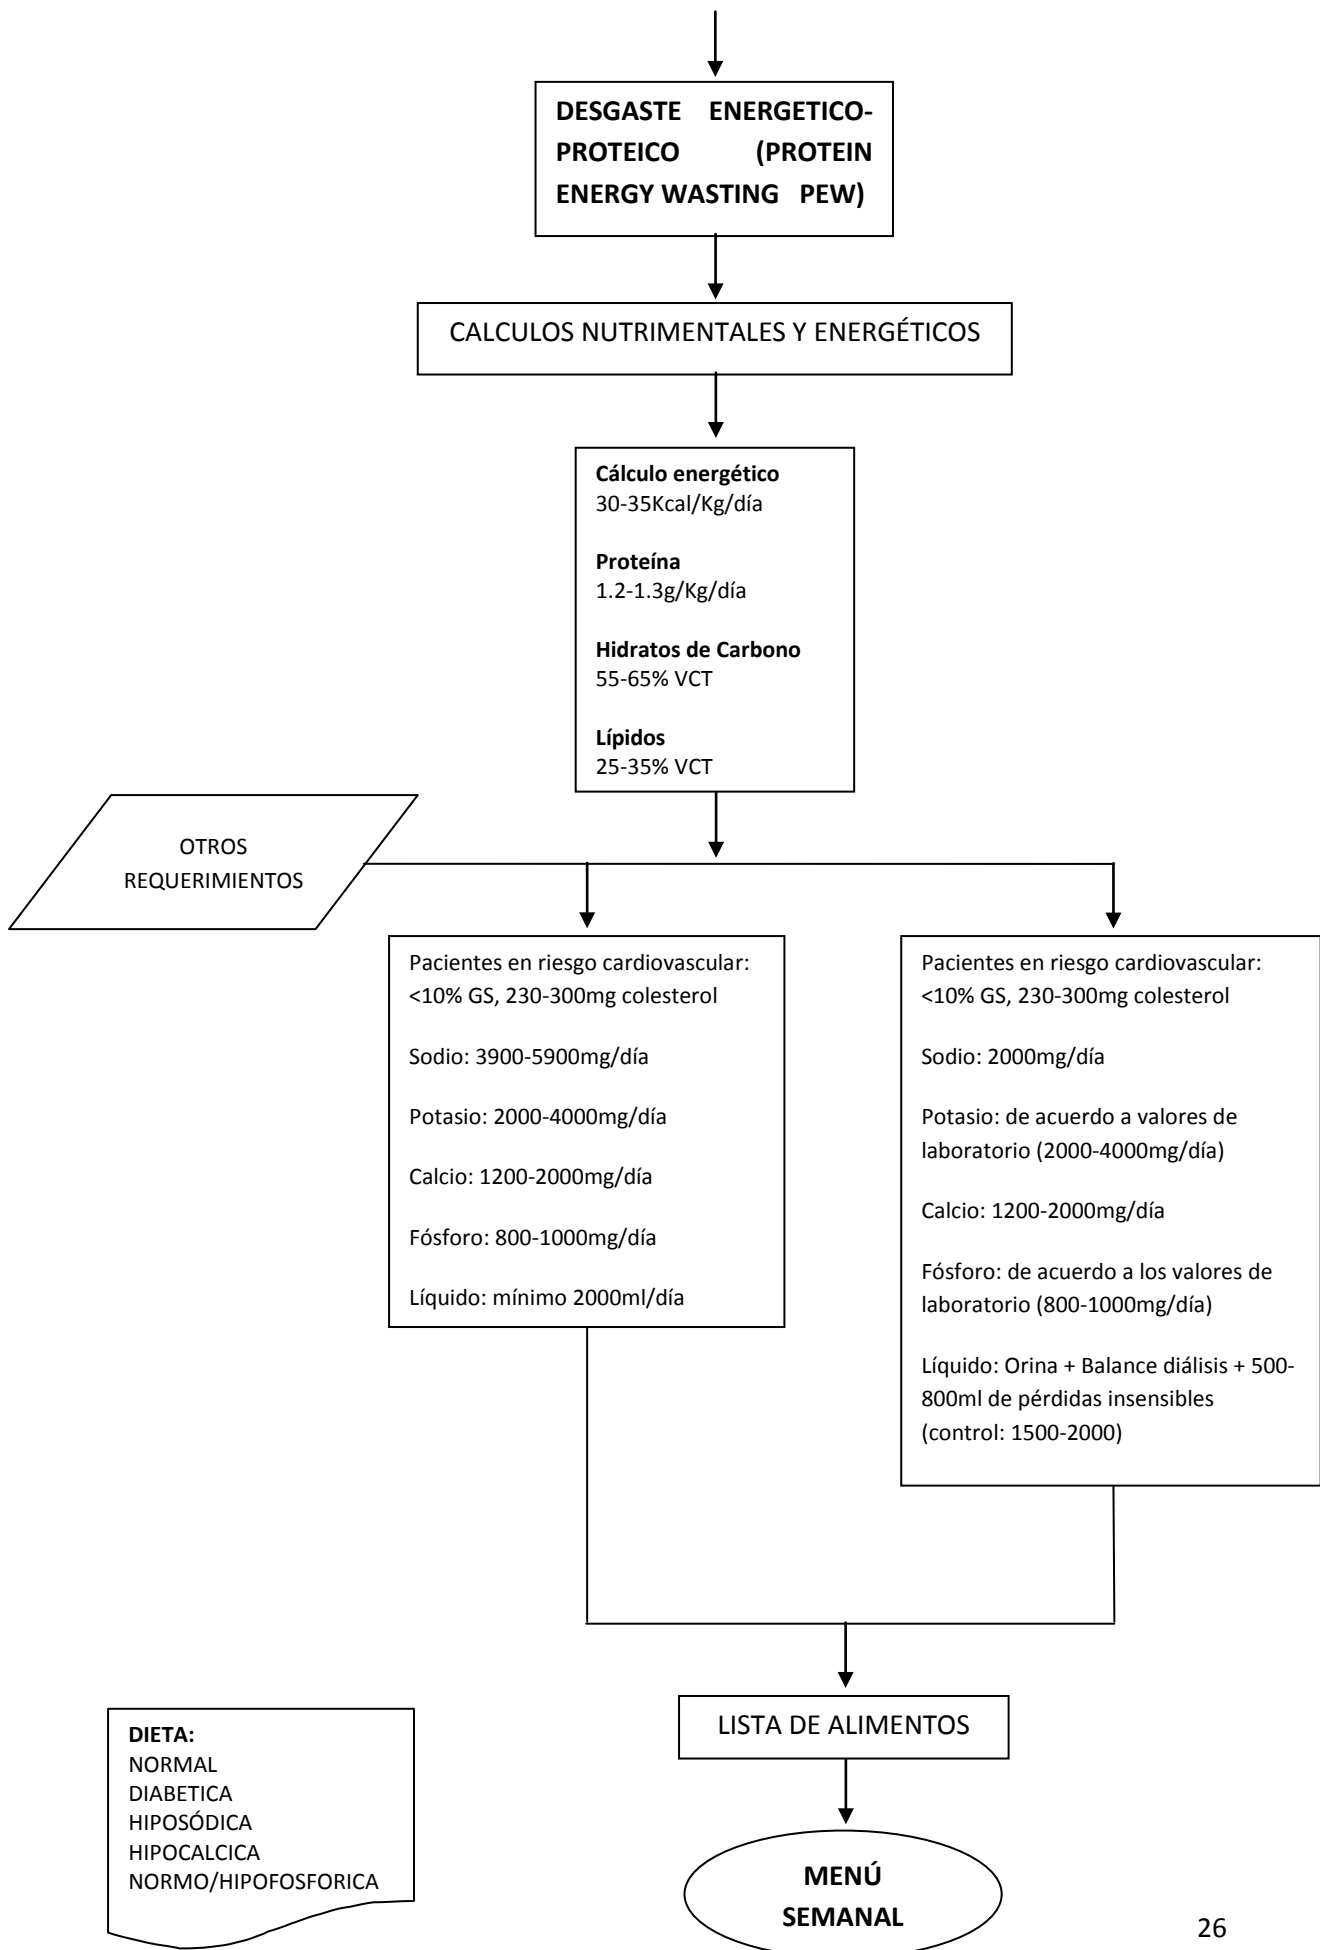 DESGASTE ENERGETICO-
PROTEICO (PROTEIN
ENERGY WASTING PEW)
CALCULOS NUTRIMENTALES Y ENERGÉTICOS
Cálculo energético
30-35Kcal/Kg/día
Proteína
1.2-1.3g/Kg/día
Hidratos de Carbono
55-65% VCT
Lípidos
25-35% VCT
OTROS
REQUERIMIENTOS
Pacientes en riesgo cardiovascular:
<10% GS, 230-300mg colesterol
Sodio: 3900-5900mg/día
Potasio: 2000-4000mg/día
Calcio: 1200-2000mg/día
Fósforo: 800-1000mg/día
Líquido: mínimo 2000ml/día
Pacientes en riesgo cardiovascular:
<10% GS, 230-300mg colesterol
Sodio: 2000mg/día
Potasio: de acuerdo a valores de
laboratorio (2000-4000mg/día)
Calcio: 1200-2000mg/día
Fósforo: de acuerdo a los valores de
laboratorio (800-1000mg/día)
Líquido: Orina + Balance diálisis + 500-
800ml de pérdidas insensibles
(control: 1500-2000)
LISTA DE ALIMENTOS
DIETA:
NORMAL
DIABETICA
HIPOSÓDICA
HIPOCALCICA
NORMO/HIPOFOSFORICA
MENÚ
SEMANAL
26